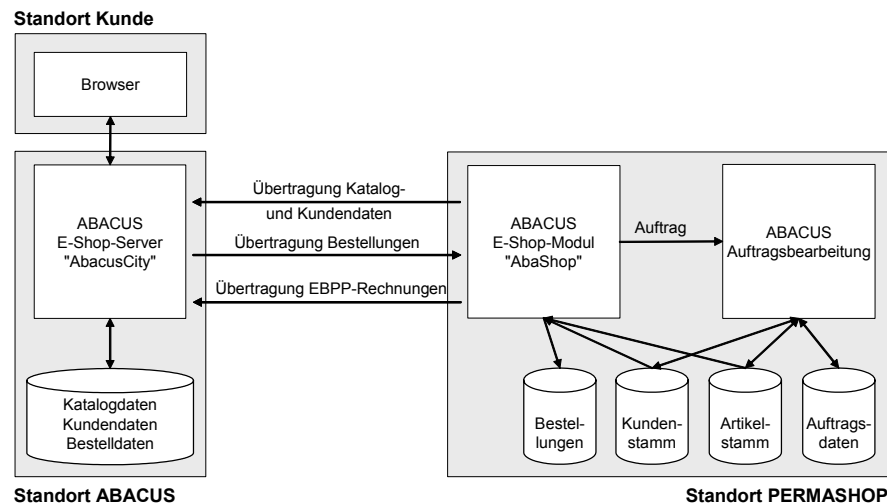 Standort Kunde
Browser
ABACUS
E-Shop-Server
"AbacusCity"
Übertragung Katalog-
und Kundendaten
Übertragung Bestellungen
Übertragung EBPP-Rechnungen
ABACUS
E-Shop-Modul
"AbaShop"
Auftrag
ABACUS
Auftragsbearbeitung
Katalogdaten
Kundendaten
Bestelldaten
Bestel-
lungen
Kunden-
stamm
Artikel-
stamm
Auftrags-
daten
Standort ABACUS
Standort PERMASHOP